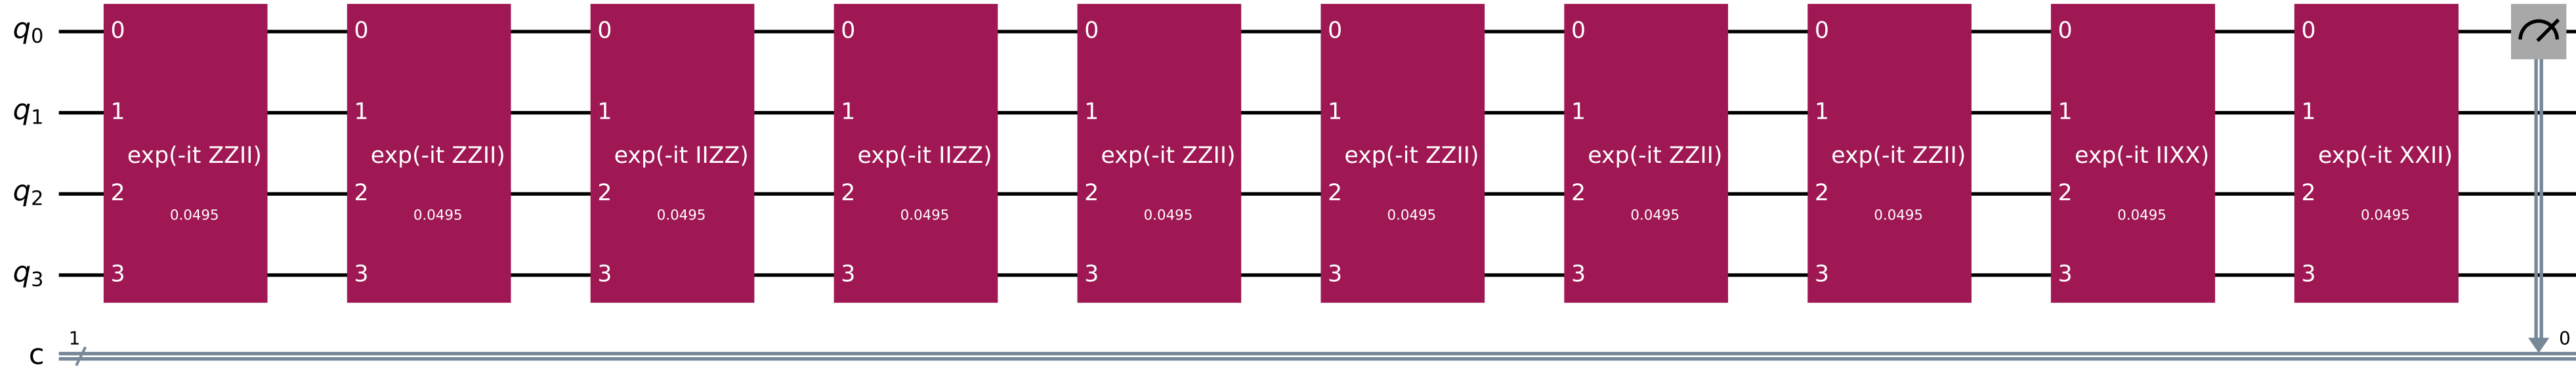 q0 0 0 0 0 0 0 0 0 0 0
q1 1 1 1 1 1 1 1 1 1 1
exp(-it ZZII) exp(-it ZZII) exp(-it IIZZ) exp(-it IIZZ) exp(-it ZZII) exp(-it ZZII) exp(-it ZZII) exp(-it ZZII) exp(-it IIXX) exp(-it XXII)
q2 2 2 2 2 2 2 2 2 2 2
0.0495 0.0495 0.0495 0.0495 0.0495 0.0495 0.0495 0.0495 0.0495 0.0495
q3 3 3 3 3 3 3 3 3 3 3
1 0
c